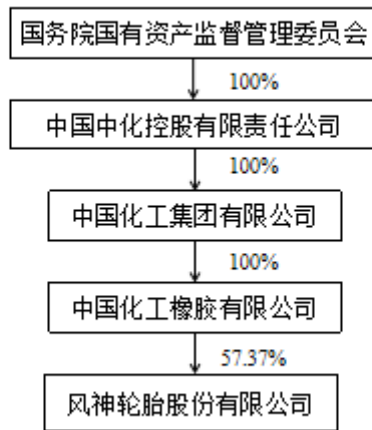 国务院国有资产监督管理委员会
100%
中国中化控股有限责任公司
100%
中国化工集团有限公司
100%
中国化工橡胶有限公司
57.37%
风神轮胎股份有限公司